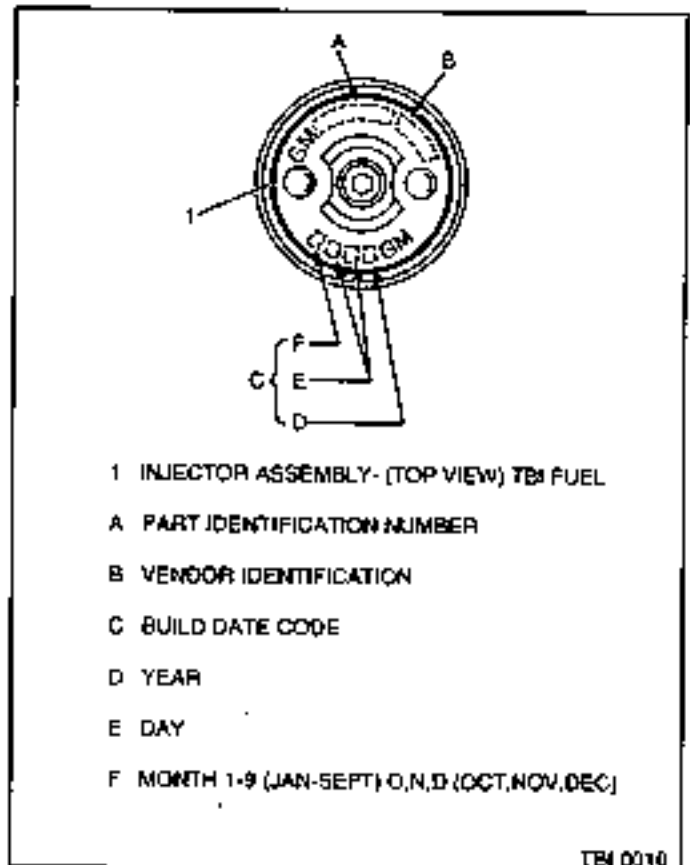 A
B
GM
1
GM
F
C
E
D
1 INJECTOR ASSEMBLY- (TOP VIEW) TBI FUEL
A PART IDENTIFICATION NUMBER
B VENDOR IDENTIFICATION
C BUILD DATE CODE
D YEAR
E DAY
F MONTH 1-9 (JAN-SEPT) O,N,D (OCT,NOV,DEC)
TBI 0010